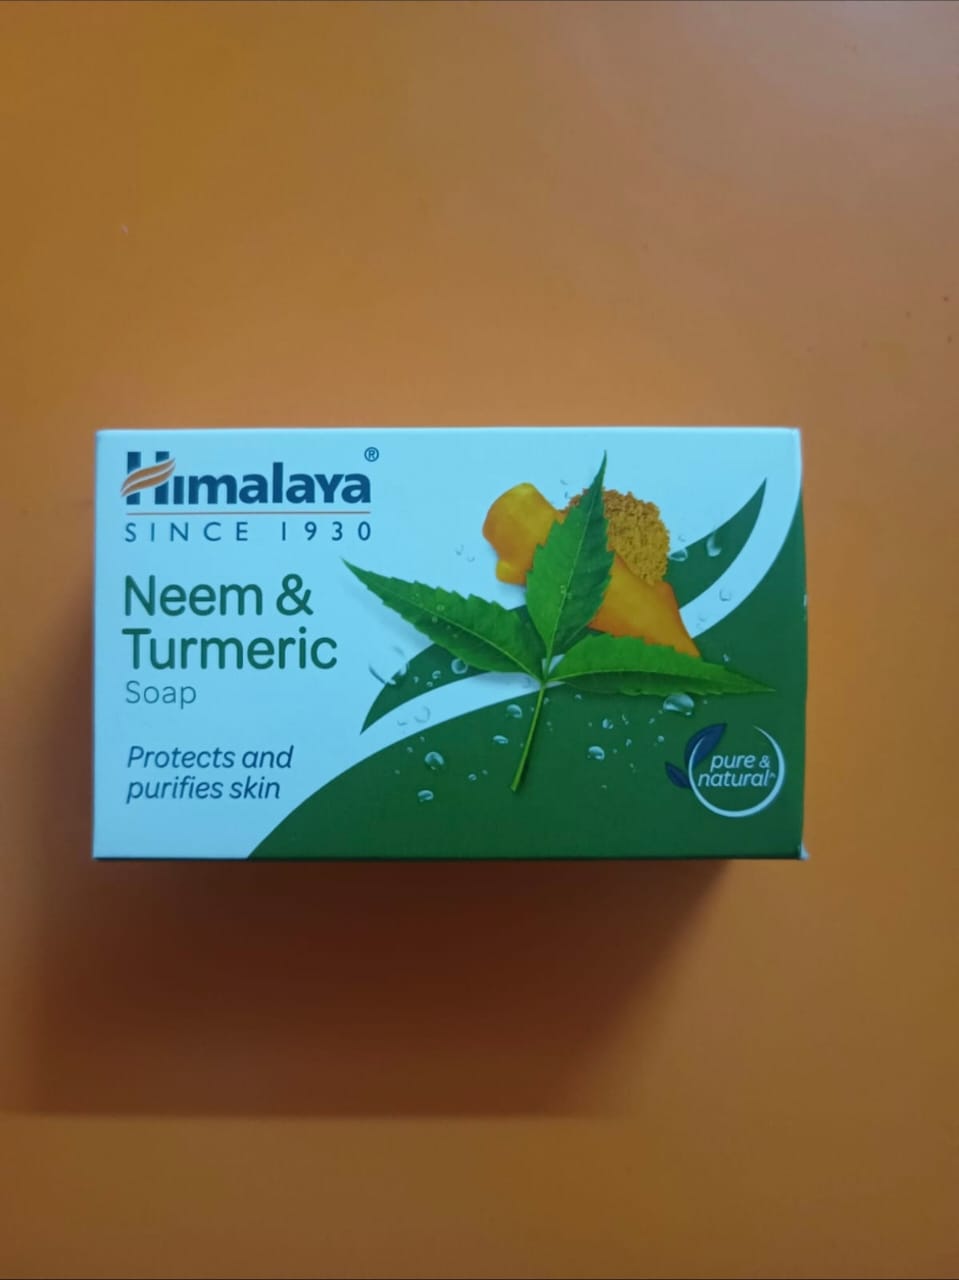 Himalaya®
SINCE 1930
Neem &
Turmeric
Soap
Protects and
purifies skin
pure &
natural^